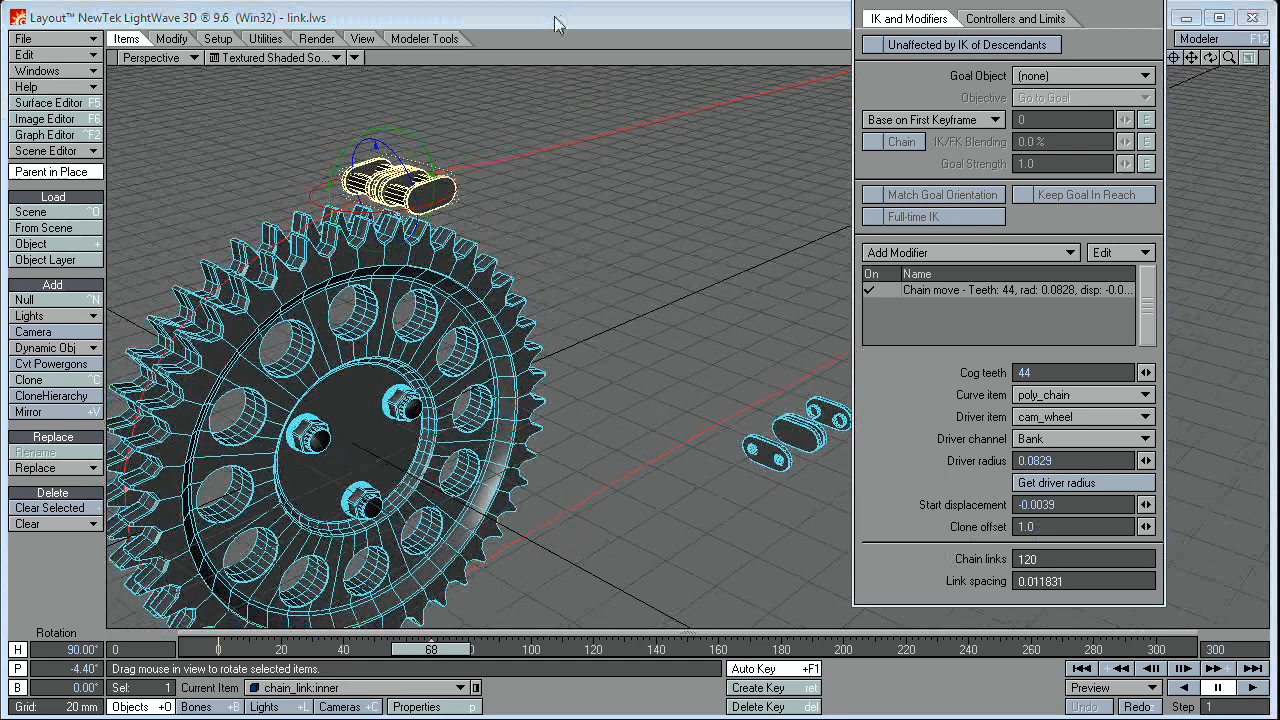 Layout™ NewTek LightWave 3D ® 9.6 (Win32) - link.lws
Items Modify Setup Utilities Render View Modeler Tools
Modeler F12
Perspective Textured Shaded So...
File
Edit
Windows
Help
Surface Editor F5
Image Editor F6
Graph Editor ^F2
Scene Editor
Parent in Place
Load
Scene ^O
From Scene
Object +
Object Layer
Add
Null ^N
Lights
Camera
Dynamic Obj
Cvt Powergons
Clone ^C
CloneHierarchy
Mirror +V
Replace
Rename
Replace
Delete
Clear Selected -
Clear
IK and Modifiers Controllers and Limits
Unaffected by IK of Descendants
Goal Object (none)
Objective Go to Goal
Base on First Keyframe 0 E
Chain IK/FK Blending 0.0 % E
Goal Strength 1.0 E
Match Goal Orientation Keep Goal In Reach
Full-time IK
Add Modifier Edit
On Name
Chain move - Teeth: 44, rad: 0.0828, disp: -0.0...
Cog teeth 44
Curve item poly_chain
Driver item cam_wheel
Driver channel Bank
Driver radius 0.0829
Get driver radius
Start displacement -0.0039
Clone offset 1.0
Chain links 120
Link spacing 0.011831
Rotation
H 90.00° 0 0 20 40 68 80 100 120 140 160 180 200 220 240 260 280 300 300
P -4.40° Drag mouse in view to rotate selected items. Auto Key +F1
B 0.00° Sel: 1 Current Item chain_link:inner Create Key ret Preview
Grid: 20 mm Objects +O Bones +B Lights +L Cameras +C Properties p Delete Key del Undo Redo Step 1